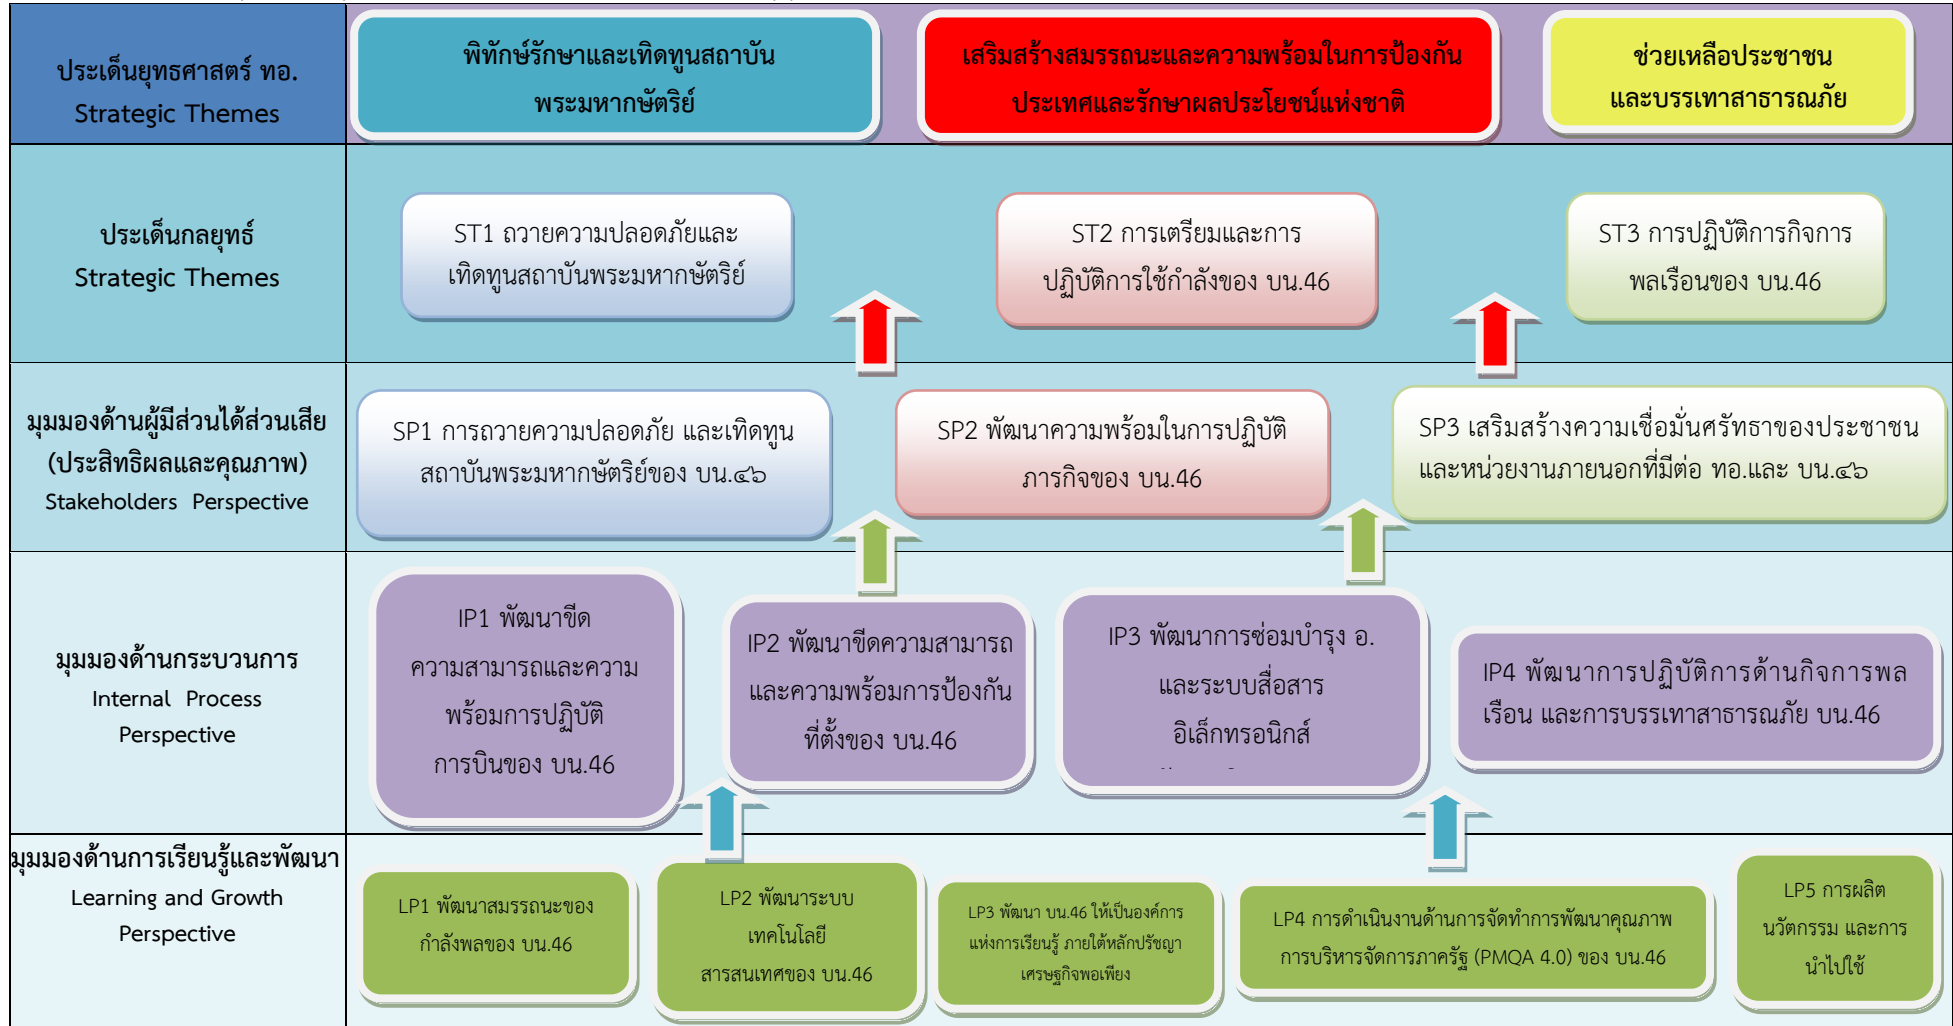 ประเด็นยุทธศาสตร์ ทอ.
Strategic Themes
พิทักษ์รักษาและเทิดทูนสถาบัน
พระมหากษัตริย์
เสริมสร้างสมรรถนะและความพร้อมในการป้องกัน
ประเทศและรักษาผลประโยชน์แห่งชาติ
ช่วยเหลือประชาชน
และบรรเทาสาธารณภัย
ประเด็นกลยุทธ์
Strategic Themes
ST1 ถวายความปลอดภัยและ
เทิดทูนสถาบันพระมหากษัตริย์
ST2 การเตรียมและการ
ปฏิบัติการใช้กำลังของ บน.46
ST3 การปฏิบัติการกิจการ
พลเรือนของ บน.46
มุมมองด้านผู้มีส่วนได้ส่วนเสีย
(ประสิทธิผลและคุณภาพ)
Stakeholders Perspective
SP1 การถวายความปลอดภัย และเทิดทูน
สถาบันพระมหากษัตริย์ของ บน.๔๖
SP2 พัฒนาความพร้อมในการปฏิบัติ
ภารกิจของ บน.46
SP3 เสริมสร้างความเชื่อมั่นศรัทธาของประชาชน
และหน่วยงานภายนอกที่มีต่อ ทอ.และ บน.๔๖
มุมมองด้านกระบวนการ
Internal Process
Perspective
IP1 พัฒนาขีด
ความสามารถและความ
พร้อมการปฏิบัติ
การบินของ บน.46
IP2 พัฒนาขีดความสามารถ
และความพร้อมการป้องกัน
ที่ตั้งของ บน.46
IP3 พัฒนาการซ่อมบำรุง อ.
และระบบสื่อสาร
อิเล็กทรอนิกส์
IP4 พัฒนาการปฏิบัติการด้านกิจการพล
เรือน และการบรรเทาสาธารณภัย บน.46
มุมมองด้านการเรียนรู้และพัฒนา
Learning and Growth
Perspective
LP1 พัฒนาสมรรถนะของ
กำลังพลของ บน.46
LP2 พัฒนาระบบ
เทคโนโลยี
สารสนเทศของ บน.46
LP3 พัฒนา บน.46 ให้เป็นองค์การ
แห่งการเรียนรู้ ภายใต้หลักปรัชญา
เศรษฐกิจพอเพียง
LP4 การดำเนินงานด้านการจัดทำการพัฒนาคุณภาพ
การบริหารจัดการภาครัฐ (PMQA 4.0) ของ บน.46
LP5 การผลิต
นวัตกรรม และการ
นำไปใช้